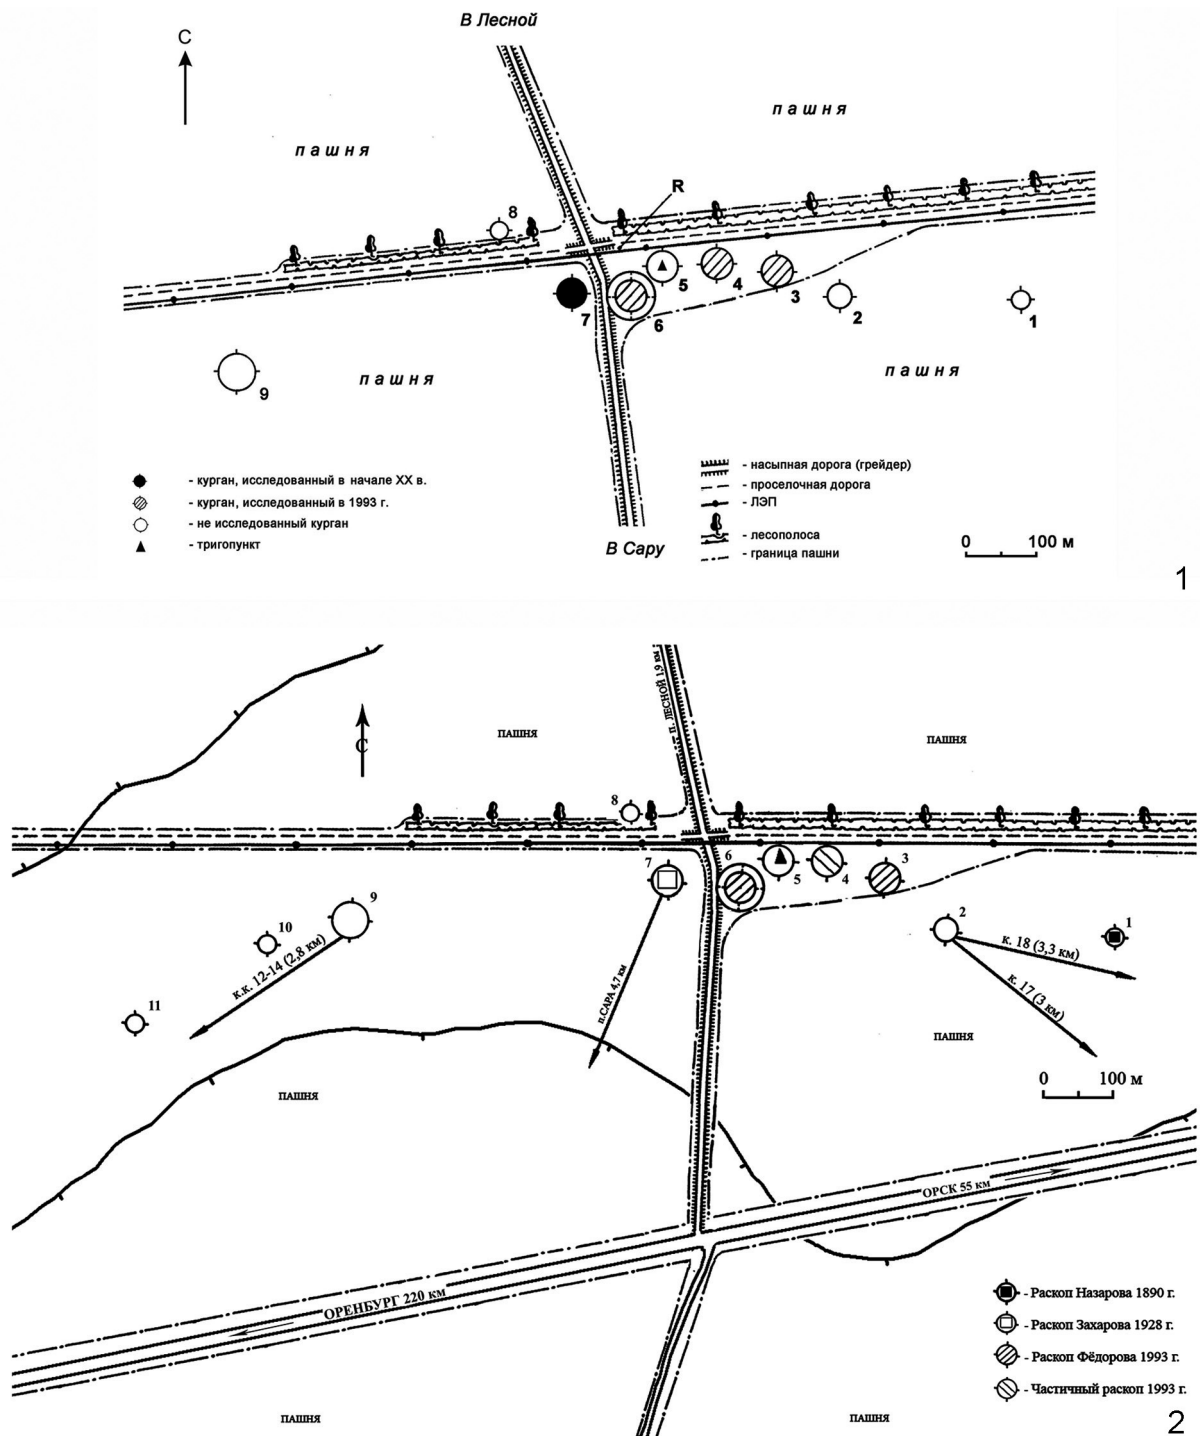 В Лесной
С
пашня
пашня
R
8
5
4
3
2
1
7
6
9
пашня
пашня
- курган, исследованный в начале XX в.
- курган, исследованный в 1993 г.
- не исследованный курган
- тригопункт
В Сару
- насыпная дорога (грейдер)
- проселочная дорога
- ЛЭП
- лесополоса
- граница пашни
0 100 м
1
п. ЛЕСНОЙ 1,9 км
С
ПАШНЯ
ПАШНЯ
8
7
6
5
4
3
2
1
9
10
11
к.к. 12-14 (2,8 км)
п.САРА 4,7 км
к. 18 (3,3 км)
к. 17 (3 км)
ПАШНЯ
ПАШНЯ
0 100 м
ОРСК 55 км
ОРЕНБУРГ 220 км
- Раскоп Назарова 1890 г.
- Раскоп Захарова 1928 г.
- Раскоп Фёдорова 1993 г.
- Частичный раскоп 1993 г.
ПАШНЯ
ПАШНЯ
2